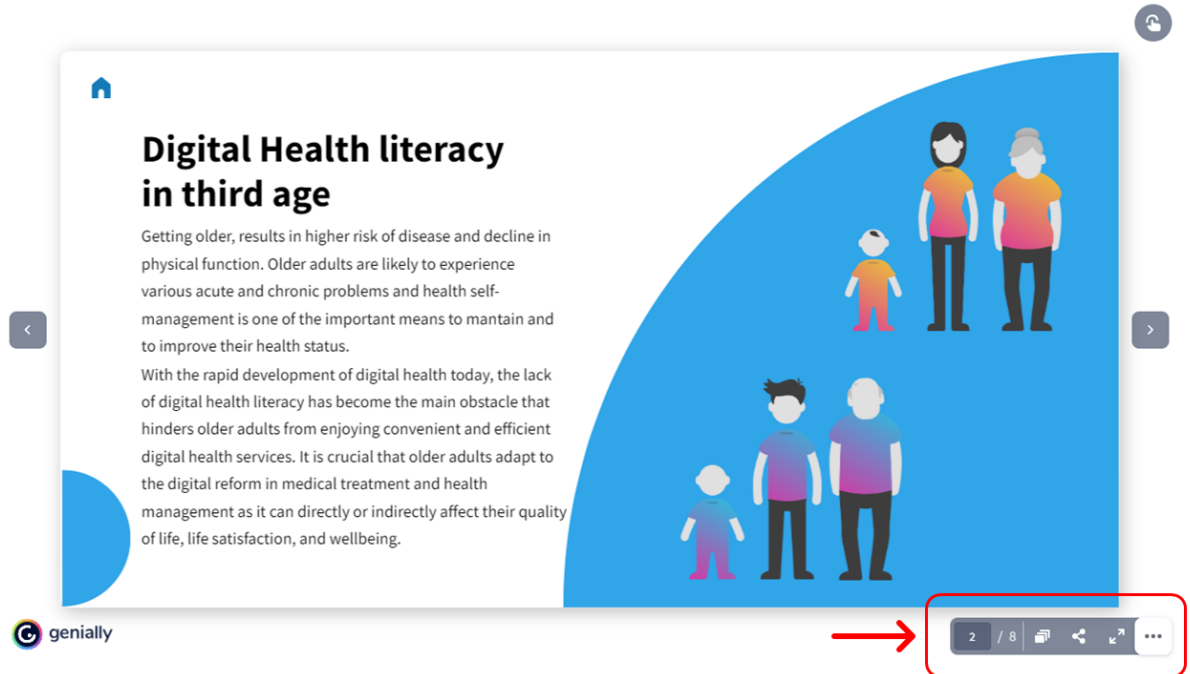 Digital Health literacy
in third age
Getting older, results in higher risk of disease and decline in
physical function. Older adults are likely to experience
various acute and chronic problems and health self-
management is one of the important means to mantain and
to improve their health status.
With the rapid development of digital health today, the lack
of digital health literacy has become the main obstacle that
hinders older adults from enjoying convenient and efficient
digital health services. It is crucial that older adults adapt to
the digital reform in medical treatment and health
management as it can directly or indirectly affect their quality
of life, life satisfaction, and wellbeing.
genially
2 / 8